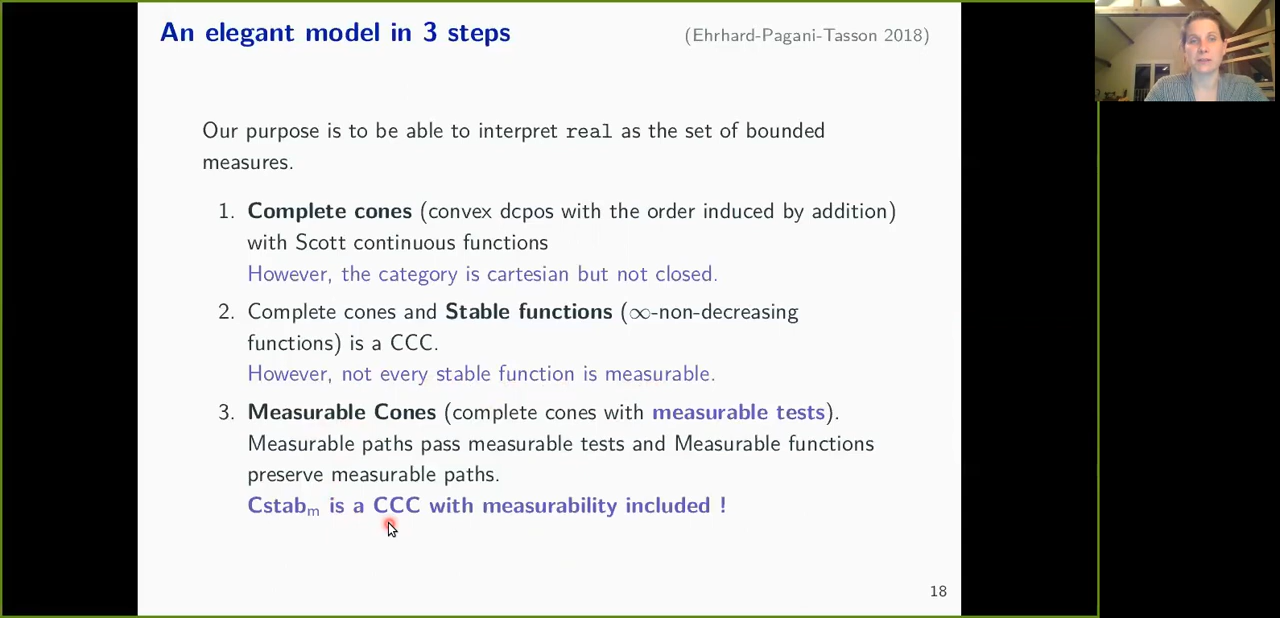 An elegant model in 3 steps (Ehrhard-Pagani-Tasson 2018)
Our purpose is to be able to interpret real as the set of bounded
measures.
1. Complete cones (convex dcpos with the order induced by addition)
with Scott continuous functions
However, the category is cartesian but not closed.
2. Complete cones and Stable functions (∞-non-decreasing
functions) is a CCC.
However, not every stable function is measurable.
3. Measurable Cones (complete cones with measurable tests).
Measurable paths pass measurable tests and Measurable functions
preserve measurable paths.
Cstabₘ is a CCC with measurability included !
18